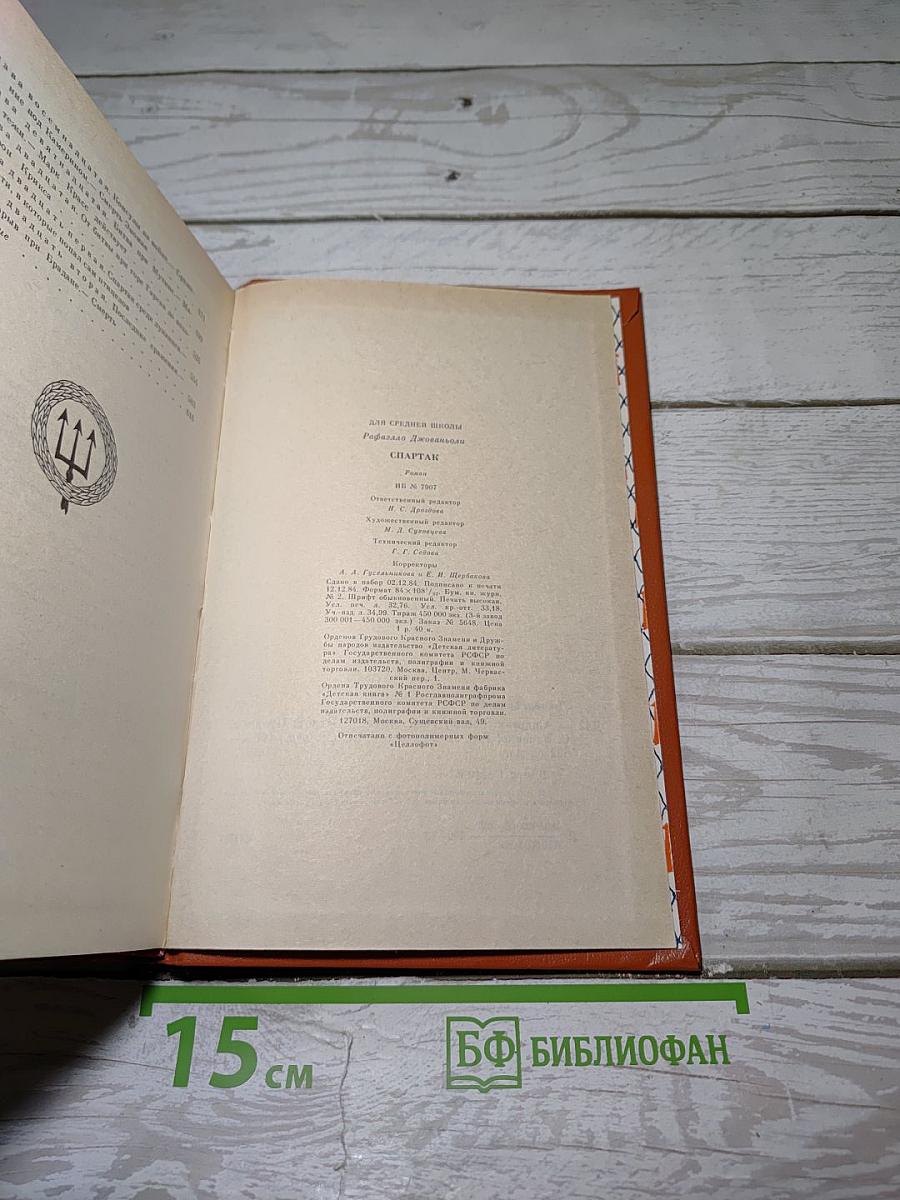 под Камерином.
Спартака
ДЛЯ СРЕДНЕЙ ШКОЛЫ
Рафаэлло Джованьоли
СПАРТАК
Роман
ИБ № 7907
Ответственный редактор
Н. С. Дроздова
Художественный редактор
М. Д. Суховцева
Технический редактор
Г. Г. Седова
Корректоры
А. А. Гусельникова и Е. И. Щербакова
Сдано в набор 02.12.84. Подписано к печати
12.12.84. Формат 84×108¹/₃₂. Бум. кн. журн.
№ 2. Шрифт обыкновенный. Печать высокая.
Усл. печ. л. 32,76. Усл. кр.-отт. 33,18.
Уч.-изд. л. 34,99. Тираж 450 000 экз. (3-й завод
300 001—450 000 экз.) Заказ № 5648. Цена
1 р. 40 к.
Орденов Трудового Красного Знамени и Друж-
бы народов издательство «Детская литерату-
ра» Государственного комитета РСФСР по
делам издательств, полиграфии и книжной
торговли. 103720, Москва, Центр, М. Черкас-
ский пер., 1.
Ордена Трудового Красного Знамени фабрика
«Детская книга» № 1 Росглавполиграфпрома
Государственного комитета РСФСР по делам
издательств, полиграфии и книжной торговли.
127018, Москва, Сущевский вал, 49.
Отпечатано с фотополимерных форм
«Целлофот»
15 см
БФ БИБЛИОФАН